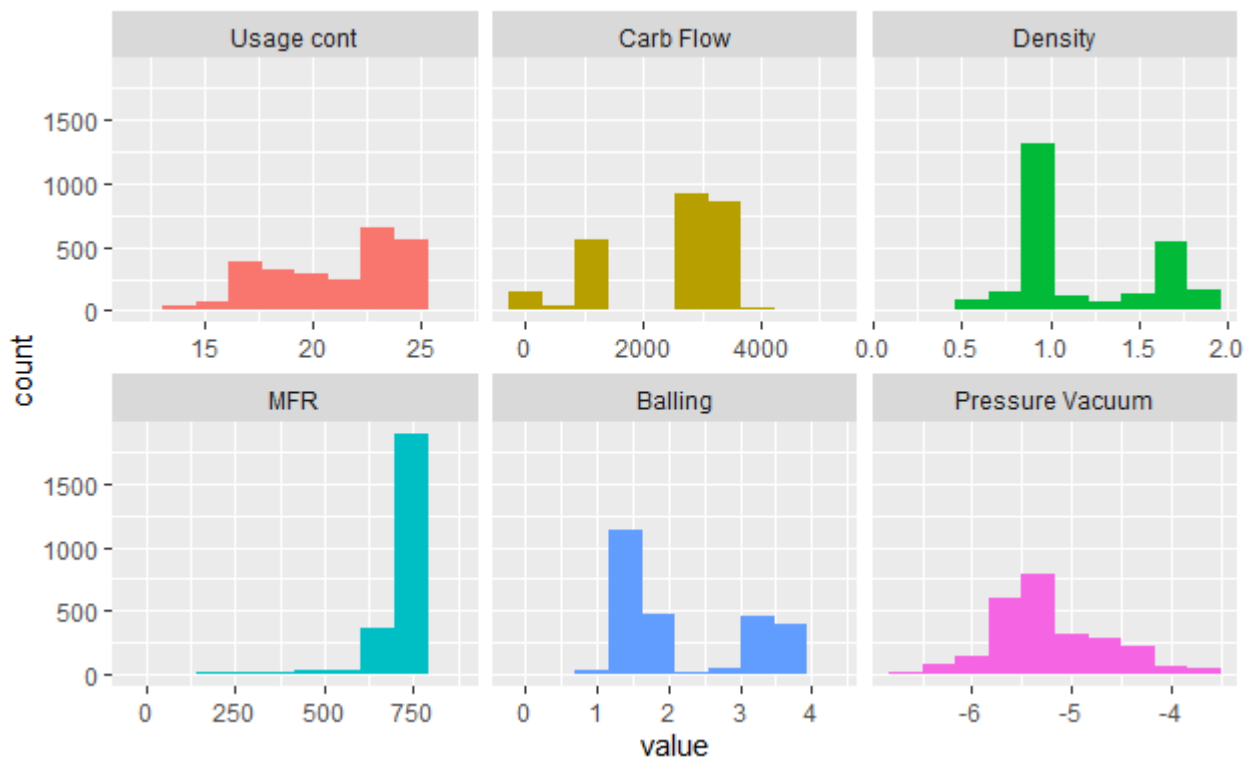 Usage cont Carb Flow Density
1500
1000
500
0
15 20 25 0 2000 4000 0.0 0.5 1.0 1.5 2.0
count
MFR Balling Pressure Vacuum
1500
1000
500
0
0 250 500 750 0 1 2 3 4 -6 -5 -4
value